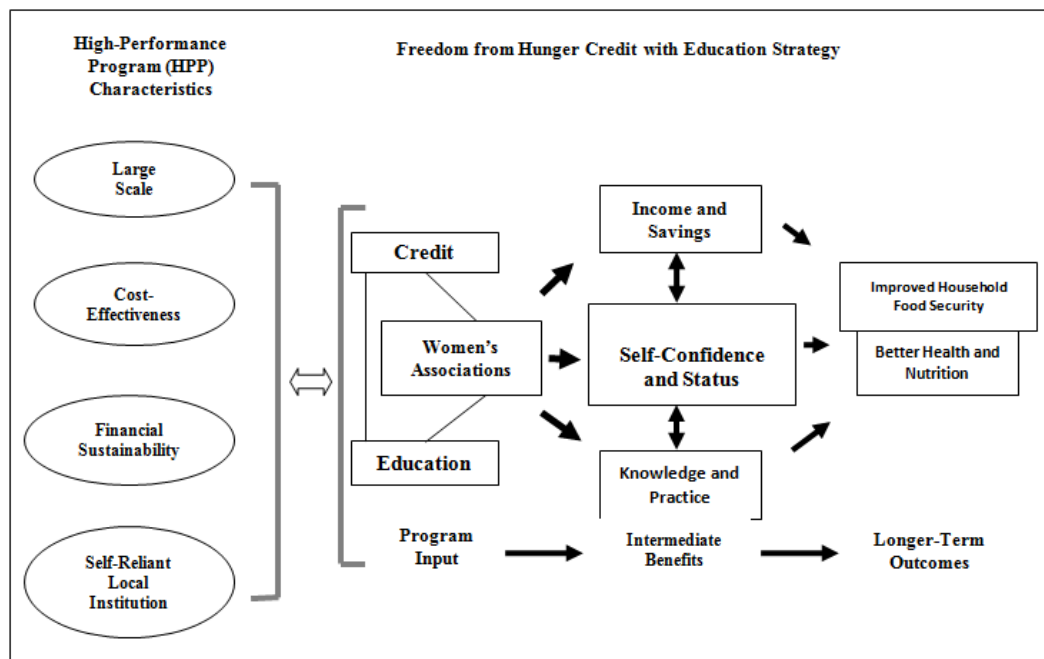 High-Performance
Program (HPP)
Characteristics
Freedom from Hunger Credit with Education Strategy
Large
Scale
Cost-
Effectiveness
Financial
Sustainability
Self-Reliant
Local
Institution
Credit
Women's
Associations
Education
Program
Input
Income and
Savings
Self-Confidence
and Status
Knowledge and
Practice
Intermediate
Benefits
Improved Household
Food Security
Better Health and
Nutrition
Longer-Term
Outcomes